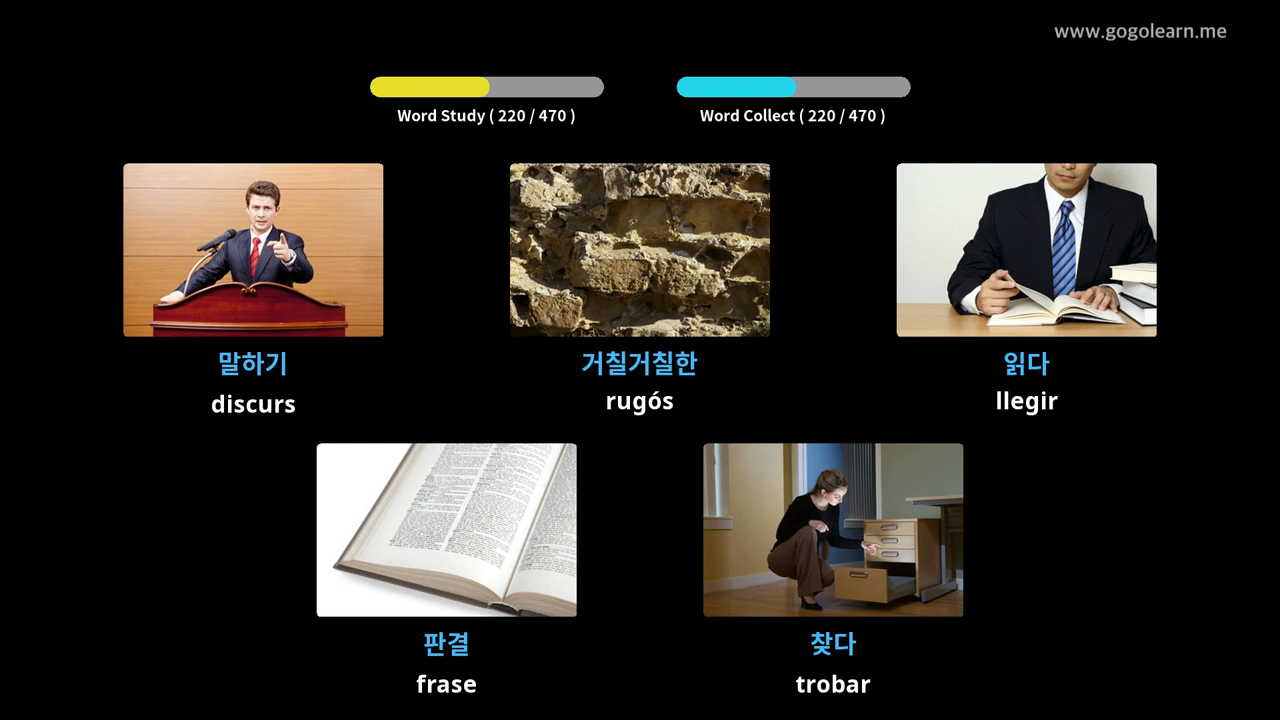 www.gogolearn.me
Word Study ( 220 / 470 )
Word Collect ( 220 / 470 )
말하기
discurs
거칠거칠한
rugós
읽다
llegir
판결
frase
찾다
trobar